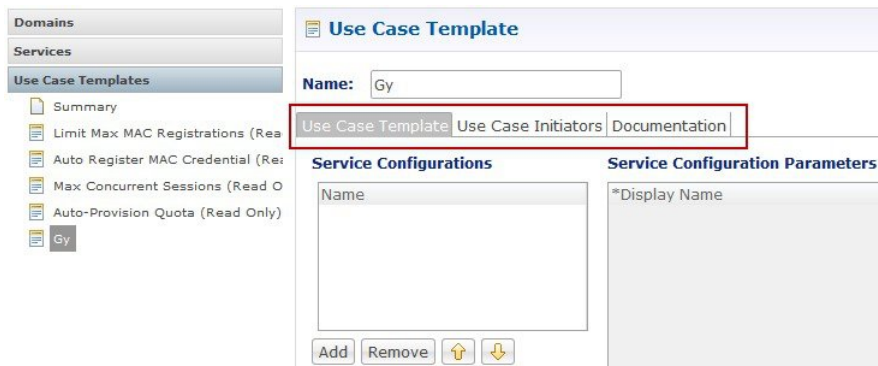 Domains
Services
Use Case Templates
Summary
Limit Max MAC Registrations (Rea
Auto Register MAC Credential (Rea
Max Concurrent Sessions (Read O
Auto-Provision Quota (Read Only)
Gy
Use Case Template
Name: Gy
Use Case Template Use Case Initiators Documentation
Service Configurations
Name
Add Remove
Service Configuration Parameters
*Display Name